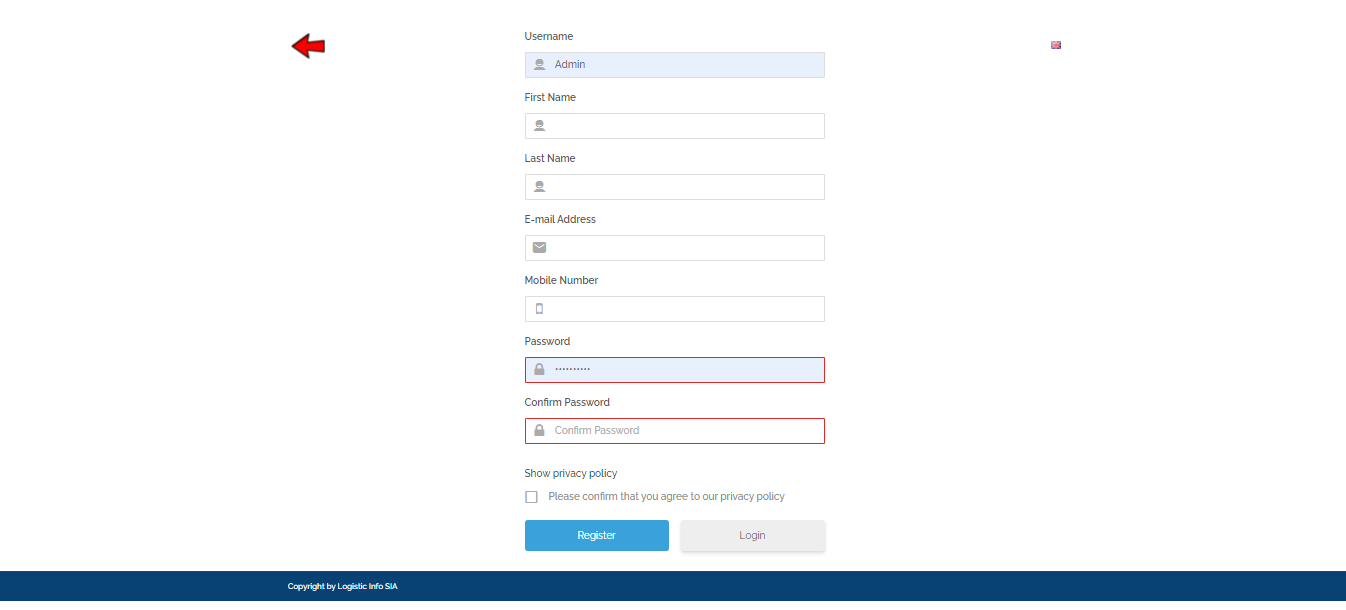 Username
Admin
First Name
Last Name
E-mail Address
Mobile Number
Password
••••••••••
Confirm Password
Confirm Password
Show privacy policy
Please confirm that you agree to our privacy policy
Register
Login
Copyright by Logistic Info SIA